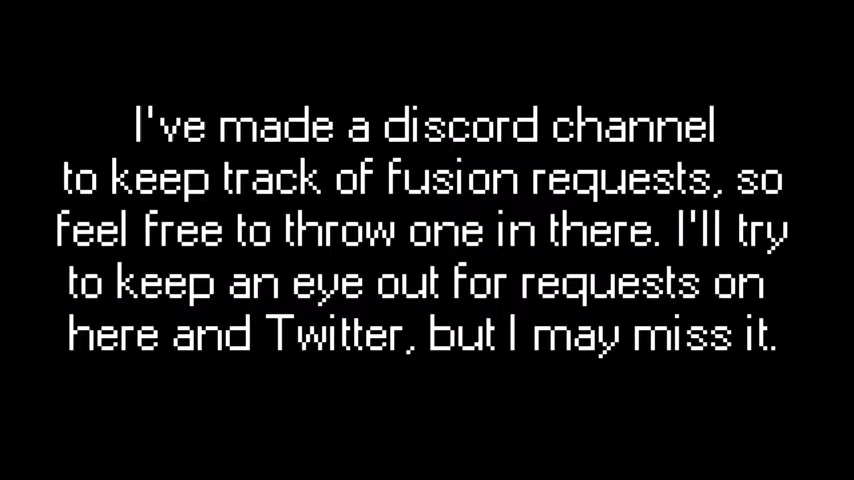 I've made a discord channel
to keep track of fusion requests, so
feel free to throw one in there. I'll try
to keep an eye out for requests on
here and Twitter, but I may miss it.